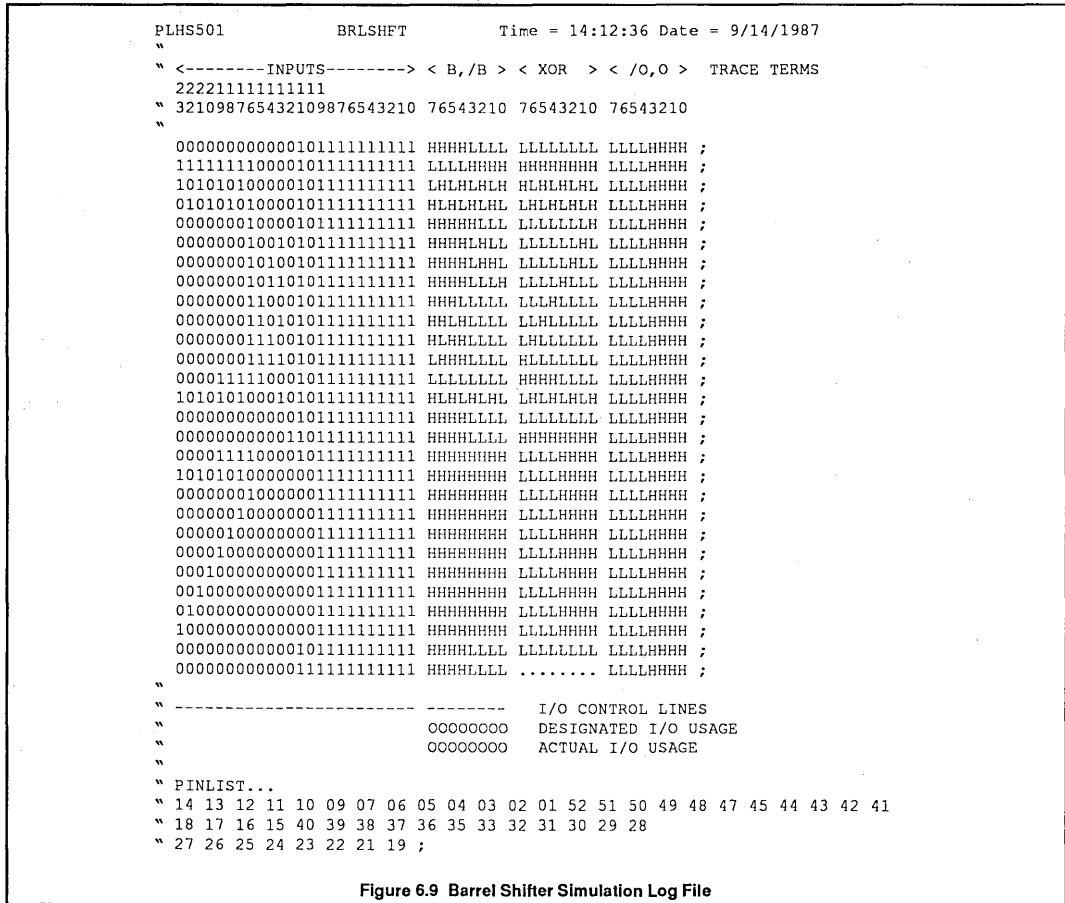 PLHS501 BRLSHFT Time = 14:12:36 Date = 9/14/1987
"
" <--------INPUTS--------> < B,/B > < XOR > < /O,O > TRACE TERMS
222211111111111
" 321098765432109876543210 76543210 76543210 76543210
"
000000000000101111111111 HHHHLLLL LLLLLLLL LLLLHHHH ;
111111110000101111111111 LLLLHHHH HHHHHHHH LLLLHHHH ;
101010100000101111111111 LHLHLHLH HLHLHLHL LLLLHHHH ;
010101010000101111111111 HLHLHLHL LHLHLHLH LLLLHHHH ;
000000010000101111111111 HHHHHLLL LLLLLLLH LLLLHHHH ;
000000010010101111111111 HHHHLHLL LLLLLLHL LLLLHHHH ;
000000010100101111111111 HHHHLHHL LLLLLHLL LLLLHHHH ;
000000010110101111111111 HHHHLLLH LLLLHLLL LLLLHHHH ;
000000011000101111111111 HHHLLLLL LLLHLLLL LLLLHHHH ;
000000011010101111111111 HHLHLLLL LLHLLLLL LLLLHHHH ;
000000011100101111111111 HLHHLLLL LHLLLLLL LLLLHHHH ;
000000011110101111111111 LHHHLLLL HLLLLLLL LLLLHHHH ;
000011111000101111111111 LLLLLLLL HHHHLLLL LLLLHHHH ;
101010100010101111111111 HLHLHLHL LHLHLHLH LLLLHHHH ;
000000000000101111111111 HHHHLLLL LLLLLLLL LLLLHHHH ;
000000000001101111111111 HHHHLLLL HHHHHHHH LLLLHHHH ;
000011110000101111111111 HHHHHHHH LLLLHHHH LLLLHHHH ;
101010100000001111111111 HHHHHHHH LLLLHHHH LLLLHHHH ;
000000010000001111111111 HHHHHHHH LLLLHHHH LLLLHHHH ;
000000100000001111111111 HHHHHHHH LLLLHHHH LLLLHHHH ;
000001000000001111111111 HHHHHHHH LLLLHHHH LLLLHHHH ;
000010000000001111111111 HHHHHHHH LLLLHHHH LLLLHHHH ;
000100000000001111111111 HHHHHHHH LLLLHHHH LLLLHHHH ;
001000000000001111111111 HHHHHHHH LLLLHHHH LLLLHHHH ;
010000000000001111111111 HHHHHHHH LLLLHHHH LLLLHHHH ;
100000000000001111111111 HHHHHHHH LLLLHHHH LLLLHHHH ;
000000000000101111111111 HHHHLLLL LLLLLLLL LLLLHHHH ;
000000000000111111111111 HHHHLLLL ........ LLLLHHHH ;
"
" ------------------------ -------- I/O CONTROL LINES
" OOOOOOOO DESIGNATED I/O USAGE
" OOOOOOOO ACTUAL I/O USAGE
"
" PINLIST...
" 14 13 12 11 10 09 07 06 05 04 03 02 01 52 51 50 49 48 47 45 44 43 42 41
" 18 17 16 15 40 39 38 37 36 35 33 32 31 30 29 28
" 27 26 25 24 23 22 21 19 ;
Figure 6.9 Barrel Shifter Simulation Log File